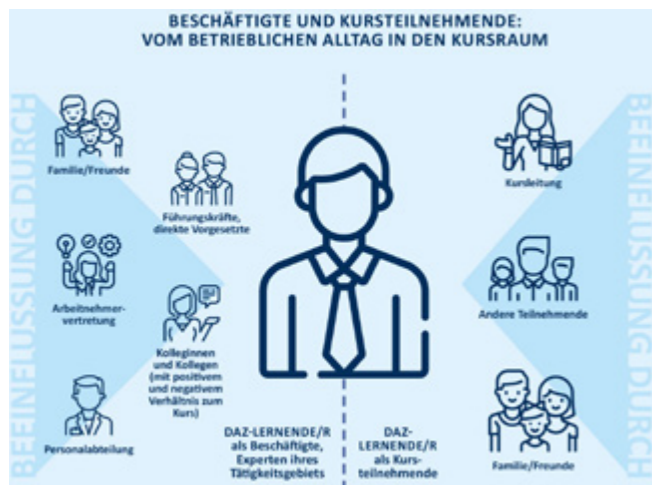 BESCHÄFTIGTE UND KURSTEILNEHMENDE:
VOM BETRIEBLICHEN ALLTAG IN DEN KURSRAUM
BEEINFLUSSUNG DURCH
Familie/Freunde
Führungskräfte,
direkte Vorgesetzte
Arbeitnehmer-
vertretung
Kolleginnen
und Kollegen
(mit positivem
und negativem
Verhältnis zum
Kurs)
Personalabteilung
DAZ-LERNENDE/R
als Beschäftigte,
Experten ihres
Tätigkeitsgebiets
DAZ-
LERNENDE/R
als Kurs-
teilnehmende
Kursleitung
Andere Teilnehmende
Familie/Freunde
BEEINFLUSSUNG DURCH